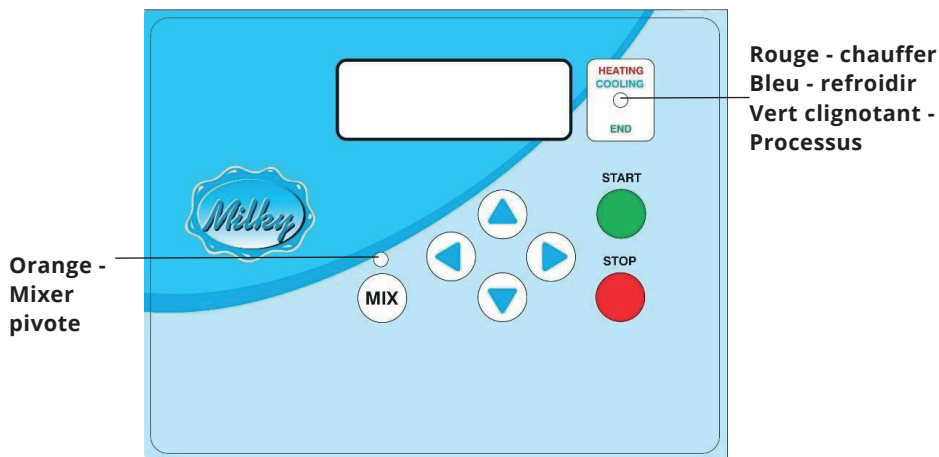 HEATING
COOLING
END
Rouge - chauffer
Bleu - refroidir
Vert clignotant -
Processus
START
Milky
STOP
Orange -
Mixer
pivote
MIX